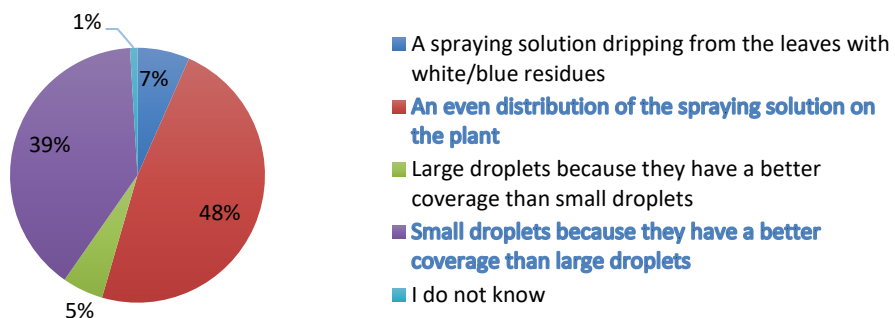 1%
7%
39%
48%
5%
A spraying solution dripping from the leaves with
white/blue residues
An even distribution of the spraying solution on
the plant
Large droplets because they have a better
coverage than small droplets
Small droplets because they have a better
coverage than large droplets
I do not know